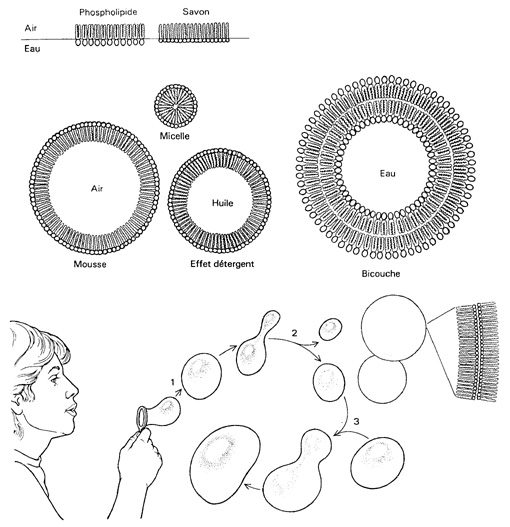 Phospholipide
Savon
Air
Eau
Micelle
Air
Huile
Eau
Mousse
Effet détergent
Bicouche
1
2
3